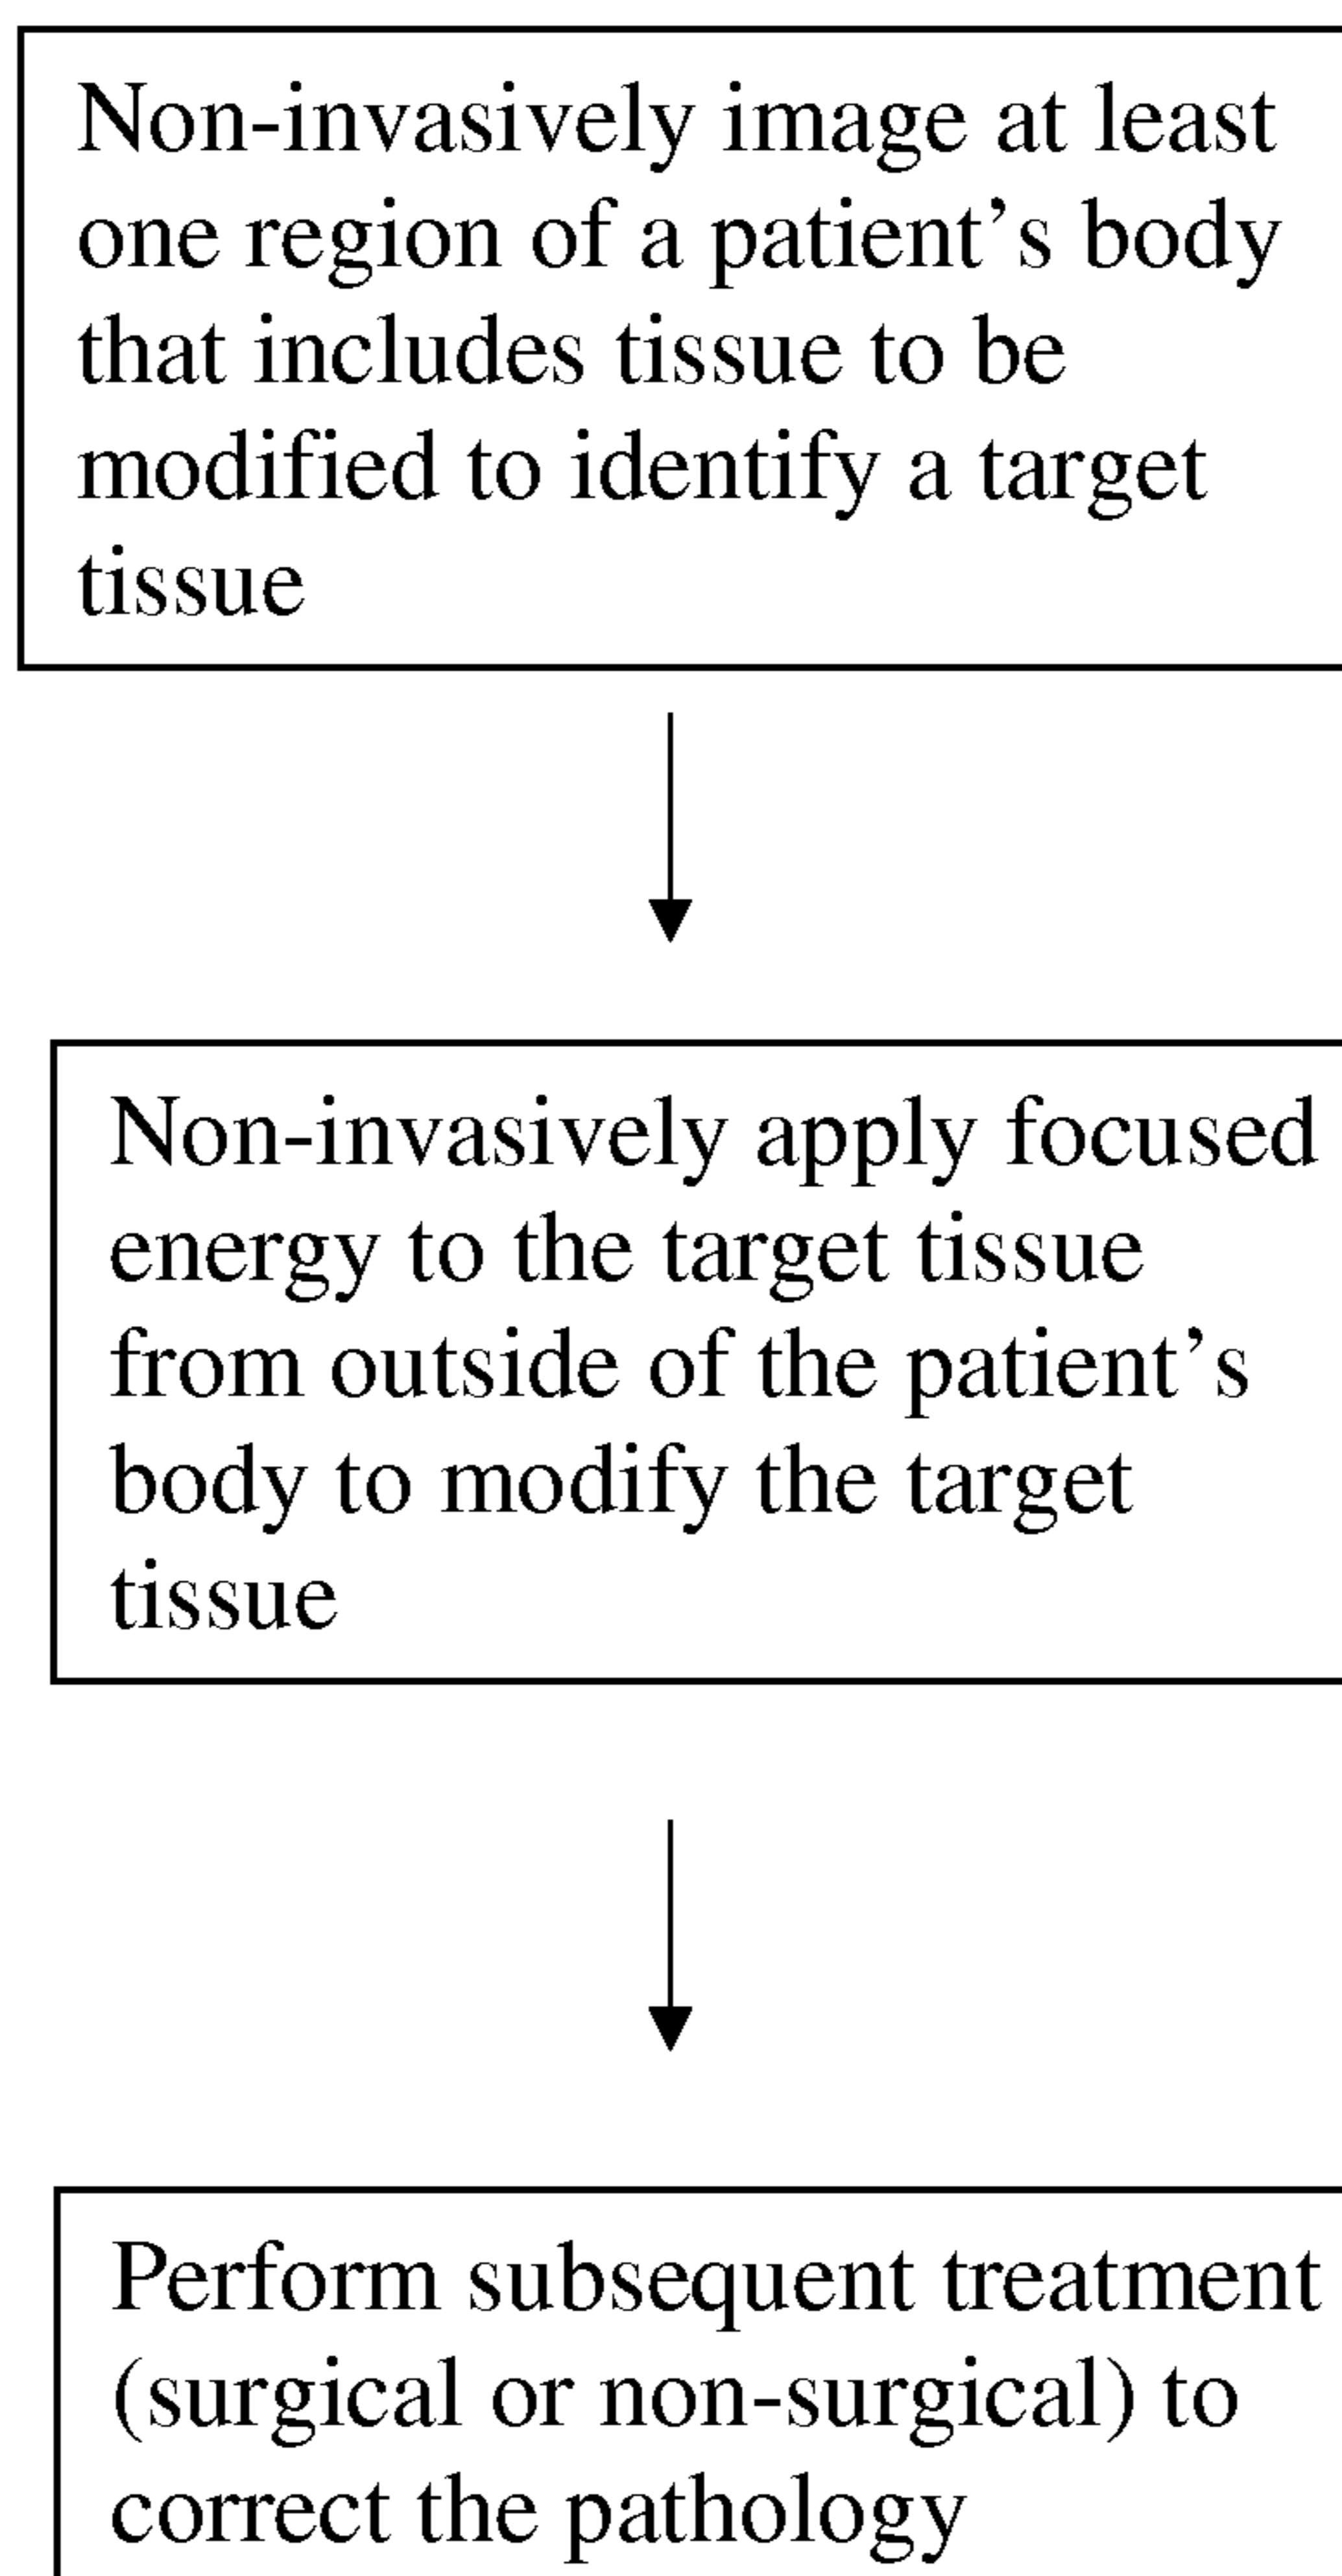 Non-invasively image at least
one region of a patient’s body
that includes tissue to be
modified to identify a target
tissue
Non-invasively apply focused
energy to the target tissue
from outside of the patient’s
body to modify the target
tissue
Perform subsequent treatment
(surgical or non-surgical) to
correct the pathology